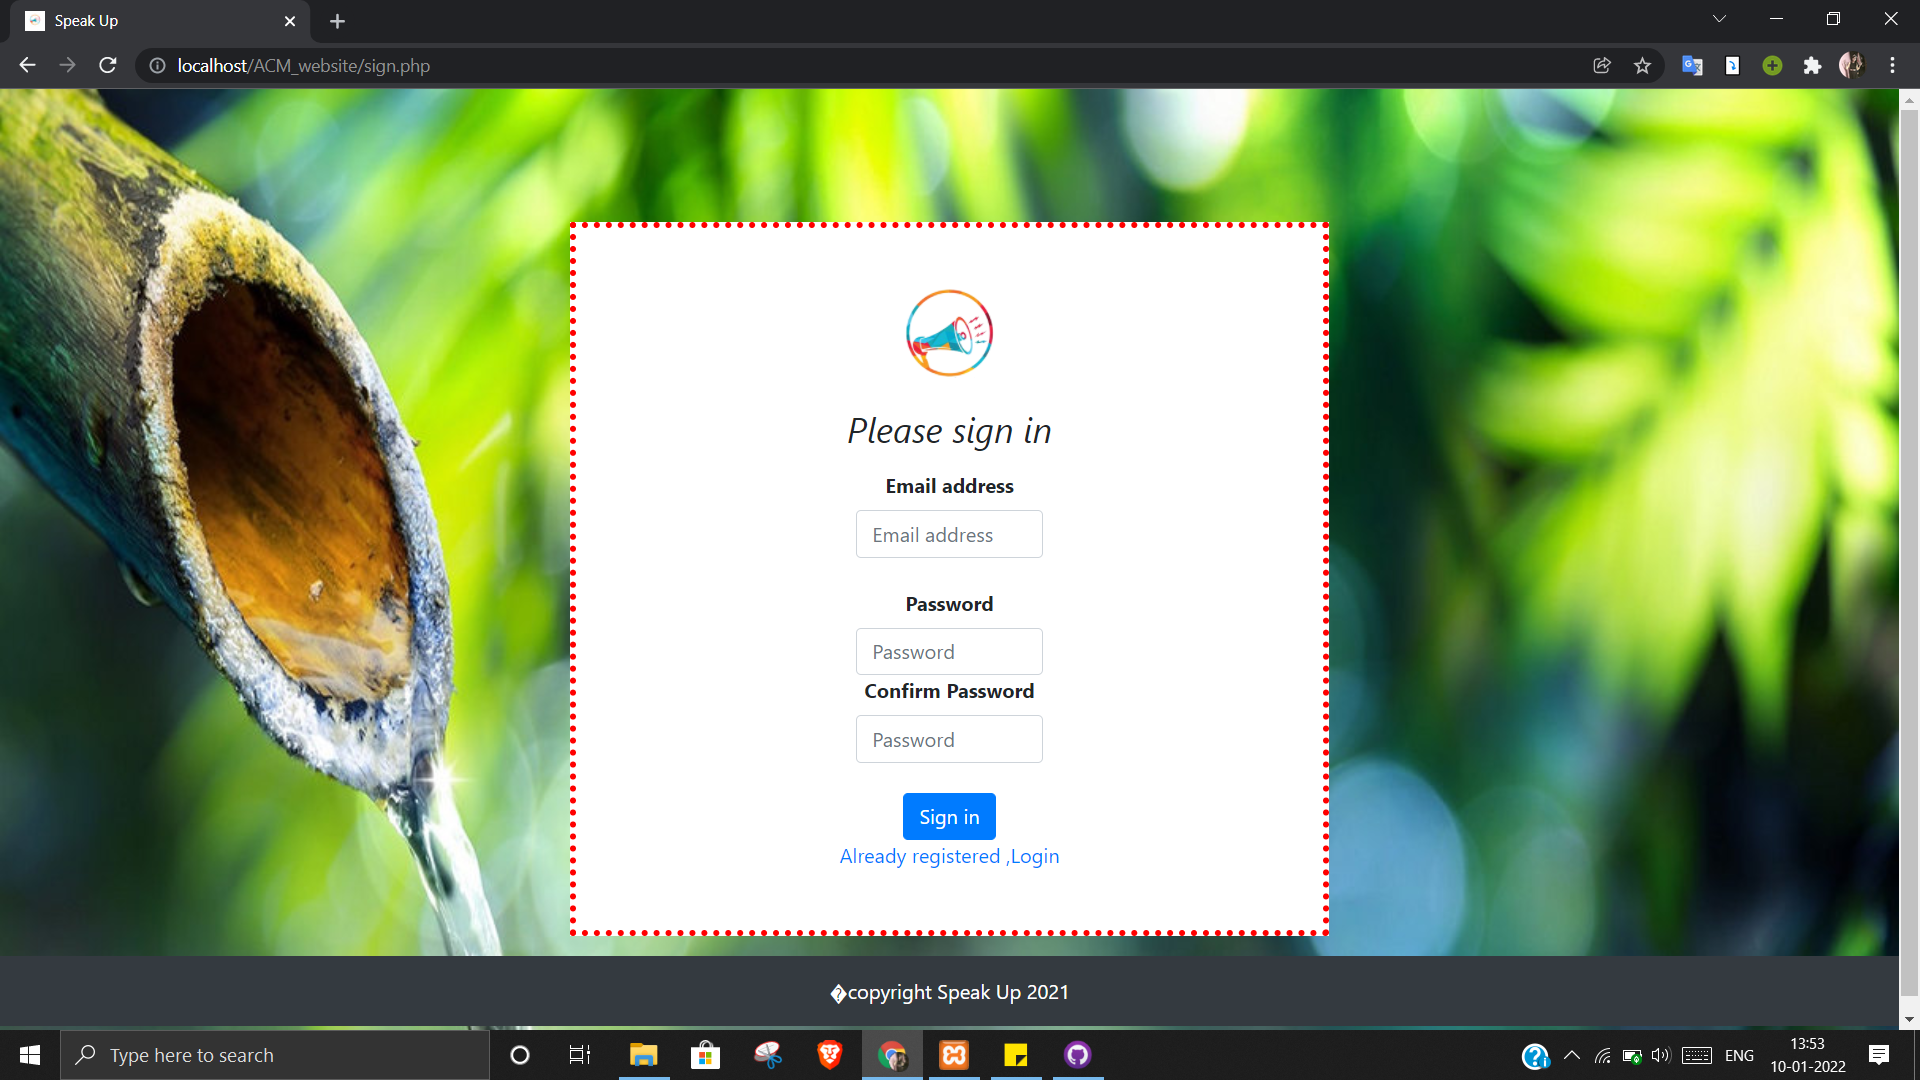 Speak Up
localhost/ACM_website/sign.php
Please sign in
Email address
Email address
Password
Password
Confirm Password
Password
Sign in
Already registered ,Login
�copyright Speak Up 2021
Type here to search
ENG
13:53
10-01-2022